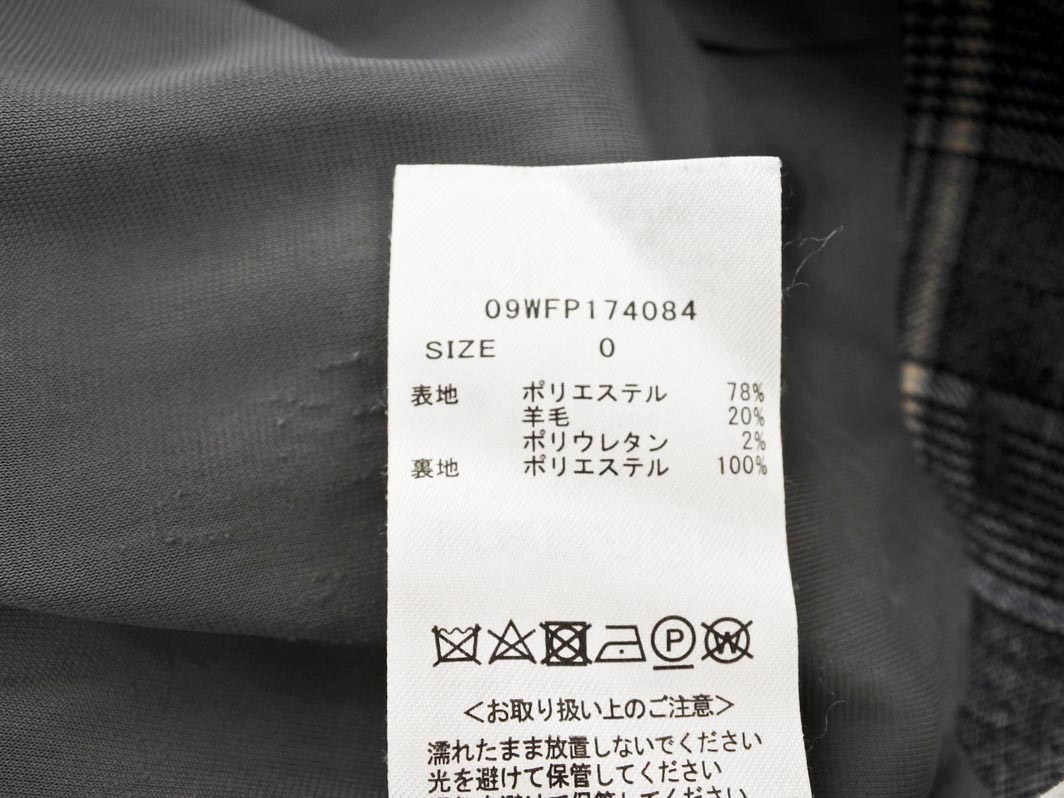 09WFP174084
SIZE 0
表地 ポリエステル 78%
羊毛 20%
ポリウレタン 2%
裏地 ポリエステル 100%
P W
<お取り扱い上のご注意>
濡れたまま放置しないでください
光を避けて保管してください